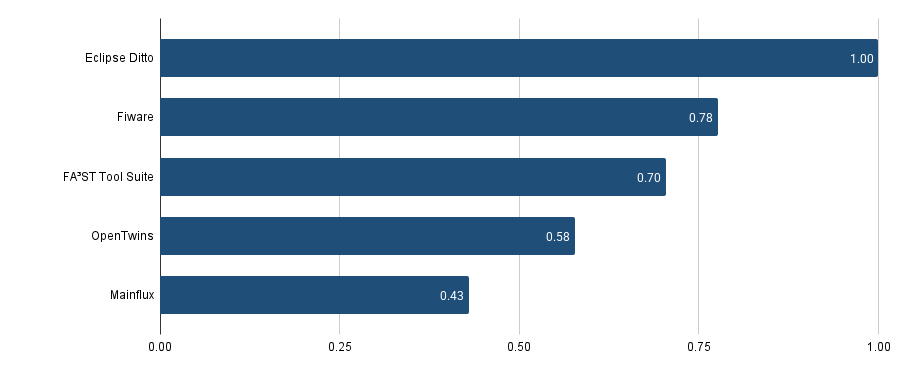 Eclipse Ditto
1.00
Fiware
0.78
FA³ST Tool Suite
0.70
OpenTwins
0.58
Mainflux
0.43
0.00 0.25 0.50 0.75 1.00